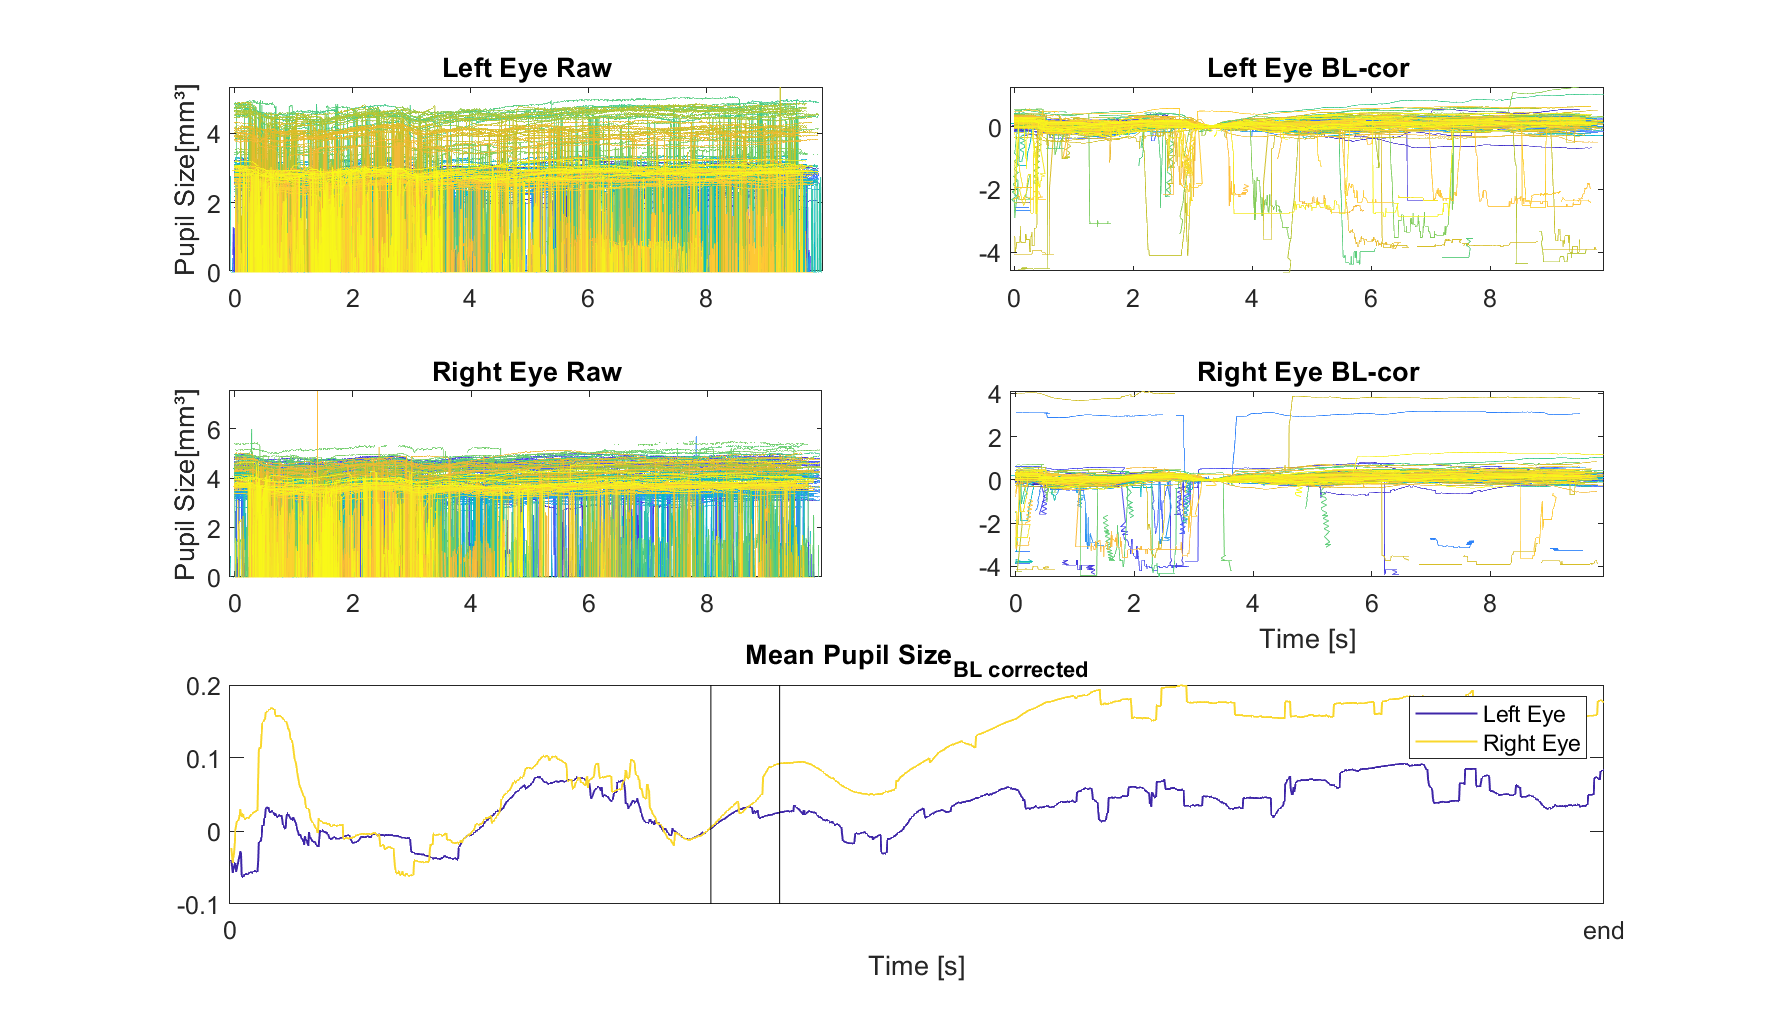 Left Eye Raw
Pupil Size[mm³]
4
2
0
0 2 4 6 8
Left Eye BL-cor
0
-2
-4
0 2 4 6 8
Right Eye Raw
Pupil Size[mm³]
6
4
2
0
0 2 4 6 8
Right Eye BL-cor
4
2
0
-2
-4
0 2 4 6 8
Time [s]
Mean Pupil Size BL corrected
0.2
0.1
0
-0.1
Left Eye
Right Eye
0 end
Time [s]